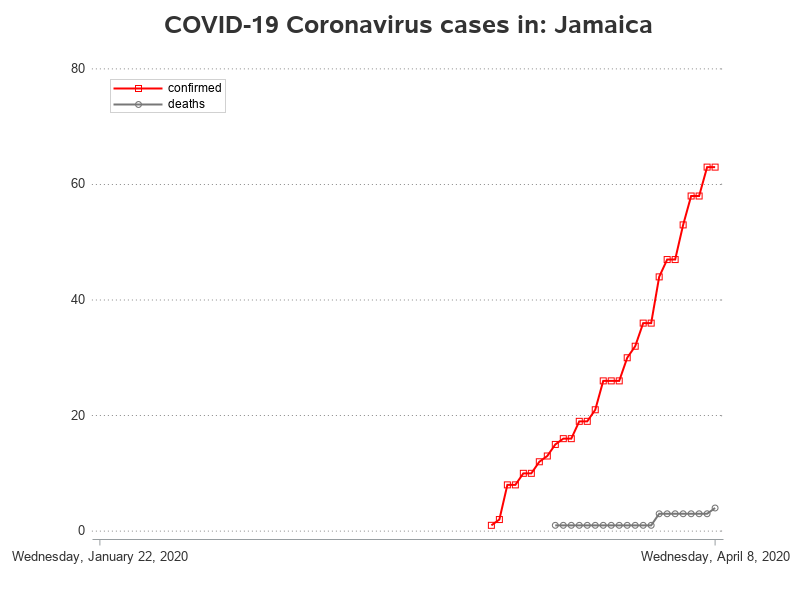 COVID-19 Coronavirus cases in: Jamaica
80
confirmed
deaths
60
40
20
0
Wednesday, January 22, 2020
Wednesday, April 8, 2020